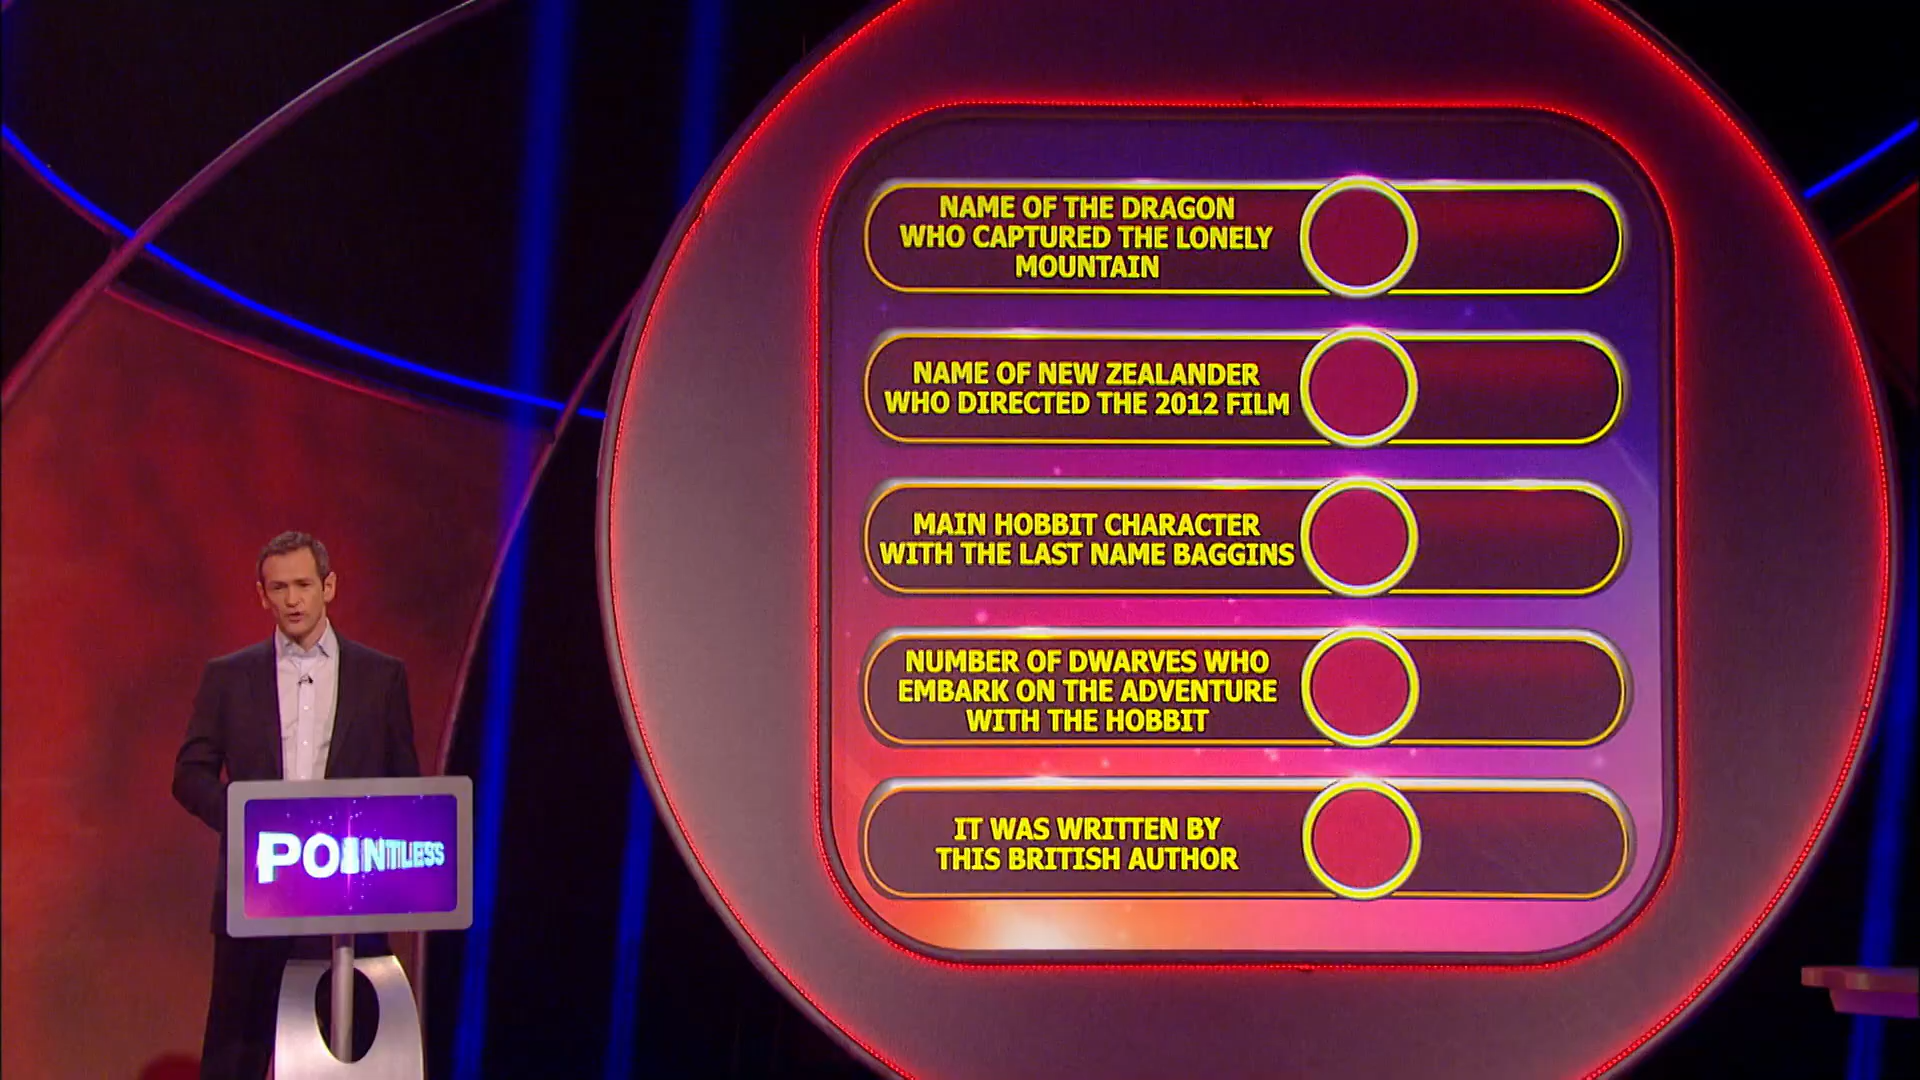 NAME OF THE DRAGON
WHO CAPTURED THE LONELY
MOUNTAIN
NAME OF NEW ZEALANDER
WHO DIRECTED THE 2012 FILM
MAIN HOBBIT CHARACTER
WITH THE LAST NAME BAGGINS
NUMBER OF DWARVES WHO
EMBARK ON THE ADVENTURE
WITH THE HOBBIT
IT WAS WRITTEN BY
THIS BRITISH AUTHOR
POINTLESS